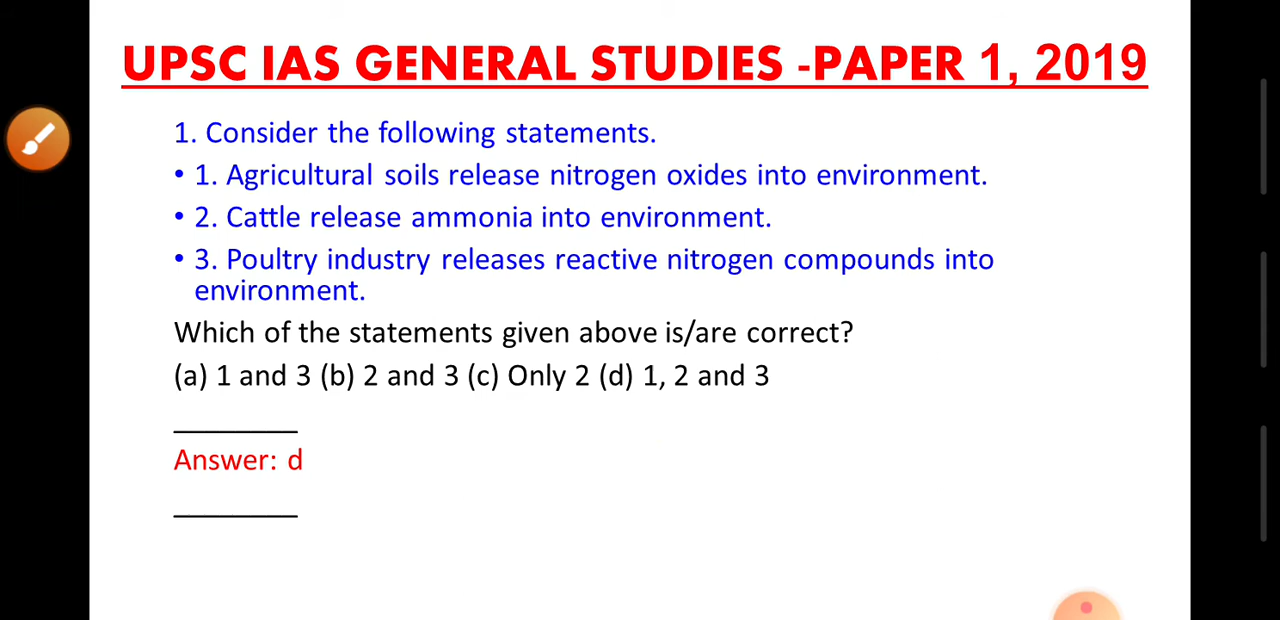 UPSC IAS GENERAL STUDIES -PAPER 1, 2019
1. Consider the following statements.
• 1. Agricultural soils release nitrogen oxides into environment.
• 2. Cattle release ammonia into environment.
• 3. Poultry industry releases reactive nitrogen compounds into
environment.
Which of the statements given above is/are correct?
(a) 1 and 3 (b) 2 and 3 (c) Only 2 (d) 1, 2 and 3
________
Answer: d
________